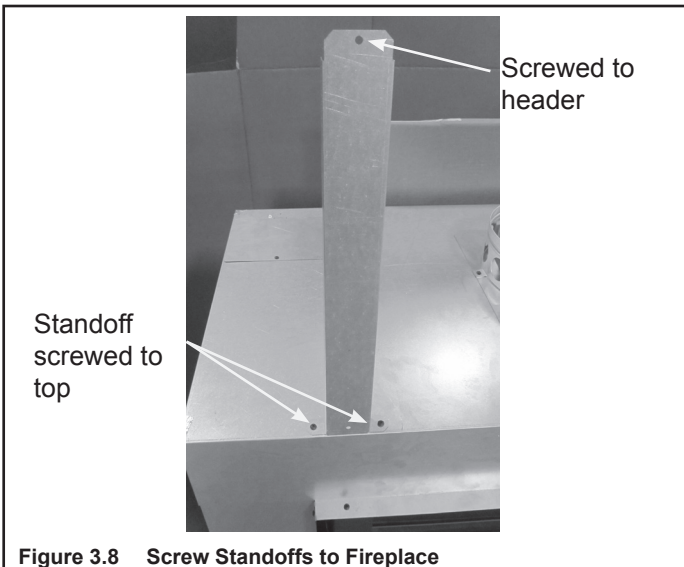 Screwed to
header
Standoff
screwed to
top
Figure 3.8 Screw Standoffs to Fireplace